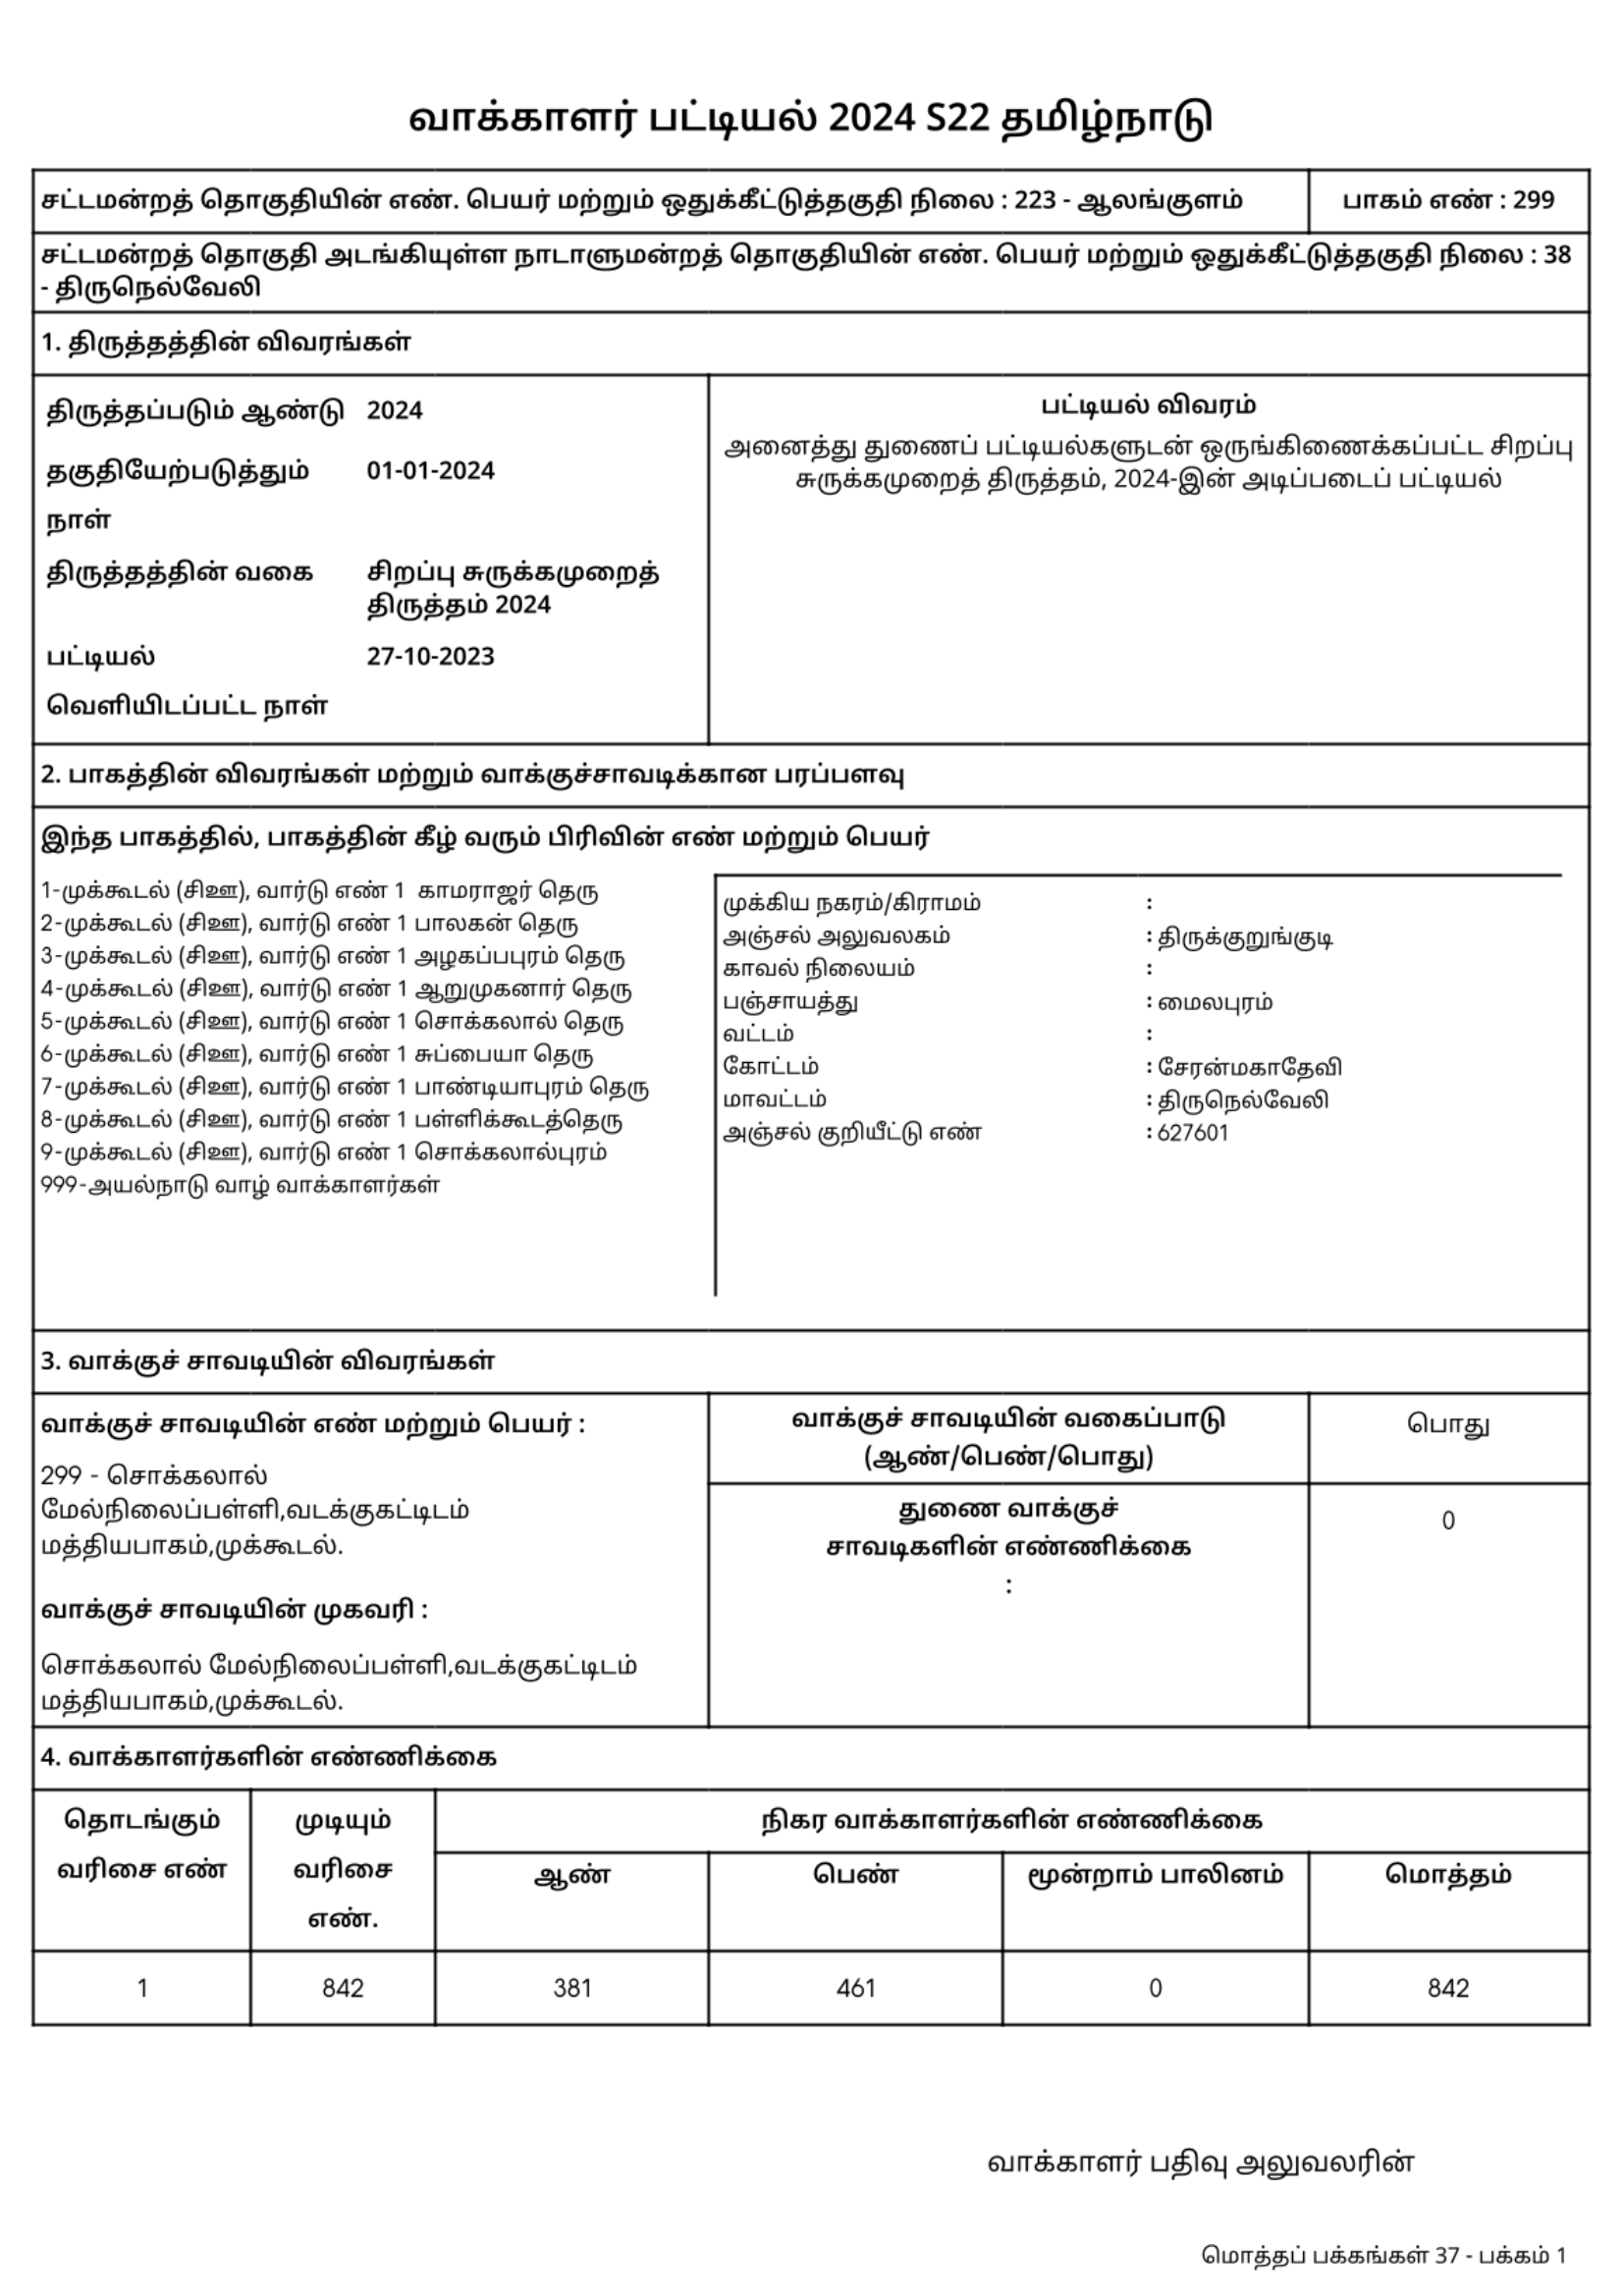 வாக்காளர் பட்டியல் 2024 S22 தமிழ்நாடு
சட்டமன்றத் தொகுதியின் எண். பெயர் மற்றும் ஒதுக்கீட்டுத்தகுதி நிலை : 223 - ஆலங்குளம்
பாகம் எண் : 299
சட்டமன்றத் தொகுதி அடங்கியுள்ள நாடாளுமன்றத் தொகுதியின் எண். பெயர் மற்றும் ஒதுக்கீட்டுத்தகுதி நிலை : 38
- திருநெல்வேலி
1. திருத்தத்தின் விவரங்கள்
திருத்தப்படும் ஆண்டு 2024
தகுதியேற்படுத்தும் 01-01-2024
நாள்
திருத்தத்தின் வகை சிறப்பு சுருக்கமுறைத்
திருத்தம் 2024
பட்டியல் 27-10-2023
வெளியிடப்பட்ட நாள்
பட்டியல் விவரம்
அனைத்து துணைப் பட்டியல்களுடன் ஒருங்கிணைக்கப்பட்ட சிறப்பு
சுருக்கமுறைத் திருத்தம், 2024-இன் அடிப்படைப் பட்டியல்
2. பாகத்தின் விவரங்கள் மற்றும் வாக்குச்சாவடிக்கான பரப்பளவு
இந்த பாகத்தில், பாகத்தின் கீழ் வரும் பிரிவின் எண் மற்றும் பெயர்
1-முக்கூடல் (சிஊ), வார்டு எண் 1 காமராஜர் தெரு
2-முக்கூடல் (சிஊ), வார்டு எண் 1 பாலகன் தெரு
3-முக்கூடல் (சிஊ), வார்டு எண் 1 அழகப்பபுரம் தெரு
4-முக்கூடல் (சிஊ), வார்டு எண் 1 ஆறுமுகனார் தெரு
5-முக்கூடல் (சிஊ), வார்டு எண் 1 சொக்கலால் தெரு
6-முக்கூடல் (சிஊ), வார்டு எண் 1 சுப்பையா தெரு
7-முக்கூடல் (சிஊ), வார்டு எண் 1 பாண்டியாபுரம் தெரு
8-முக்கூடல் (சிஊ), வார்டு எண் 1 பள்ளிக்கூடத்தெரு
9-முக்கூடல் (சிஊ), வார்டு எண் 1 சொக்கலால்புரம்
999-அயல்நாடு வாழ் வாக்காளர்கள்
முக்கிய நகரம்/கிராமம் :
அஞ்சல் அலுவலகம் : திருக்குறுங்குடி
காவல் நிலையம் :
பஞ்சாயத்து : மைலபுரம்
வட்டம் :
கோட்டம் : சேரன்மகாதேவி
மாவட்டம் : திருநெல்வேலி
அஞ்சல் குறியீட்டு எண் : 627601
3. வாக்குச் சாவடியின் விவரங்கள்
வாக்குச் சாவடியின் எண் மற்றும் பெயர் :
299 - சொக்கலால்
மேல்நிலைப்பள்ளி,வடக்குகட்டிடம்
மத்தியபாகம்,முக்கூடல்.
வாக்குச் சாவடியின் முகவரி :
சொக்கலால் மேல்நிலைப்பள்ளி,வடக்குகட்டிடம்
மத்தியபாகம்,முக்கூடல்.
வாக்குச் சாவடியின் வகைப்பாடு
(ஆண்/பெண்/பொது)
பொது
துணை வாக்குச்
சாவடிகளின் எண்ணிக்கை
:
0
4. வாக்காளர்களின் எண்ணிக்கை
தொடங்கும்
வரிசை எண்
முடியும்
வரிசை
எண்.
நிகர வாக்காளர்களின் எண்ணிக்கை
ஆண் பெண் மூன்றாம் பாலினம் மொத்தம்
1 842 381 461 0 842
வாக்காளர் பதிவு அலுவலரின்
மொத்தப் பக்கங்கள் 37 - பக்கம் 1